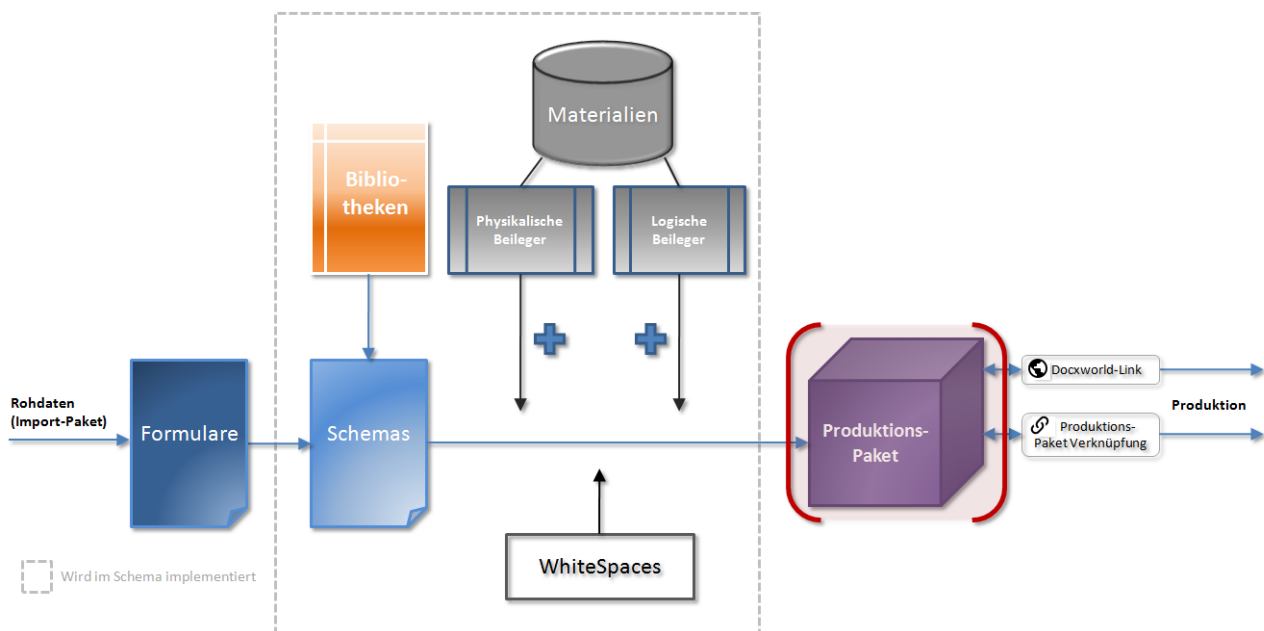 Materialien
Biblio-
theken
Physikalische
Beileger
Logische
Beileger
Rohdaten
(Import-Paket)
Formulare
Schemas
Produktions-
Paket
Docxworld-Link
Produktion
Produktions-
Paket Verknüpfung
WhiteSpaces
Wird im Schema implementiert